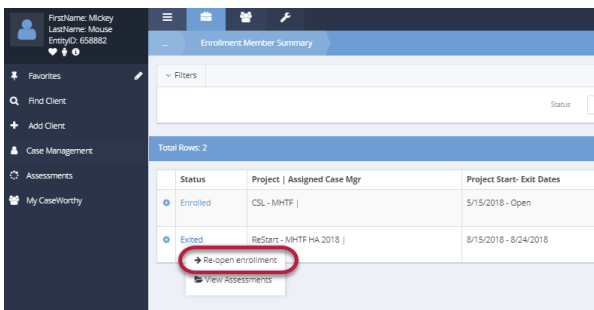 FirstName: Mickey
LastName: Mouse
EntityID: 658882
Favorites
Find Client
Add Client
Case Management
Assessments
My CaseWorthy
... Enrollment Member Summary
Filters
Status
Total Rows: 2
Status Project | Assigned Case Mgr Project Start- Exit Dates
Enrolled CSL - MHTF | 5/15/2018 - Open
Exited ReStart - MHTF HA 2018 | 8/15/2018 - 8/24/2018
Re-open enrollment
View Assessments